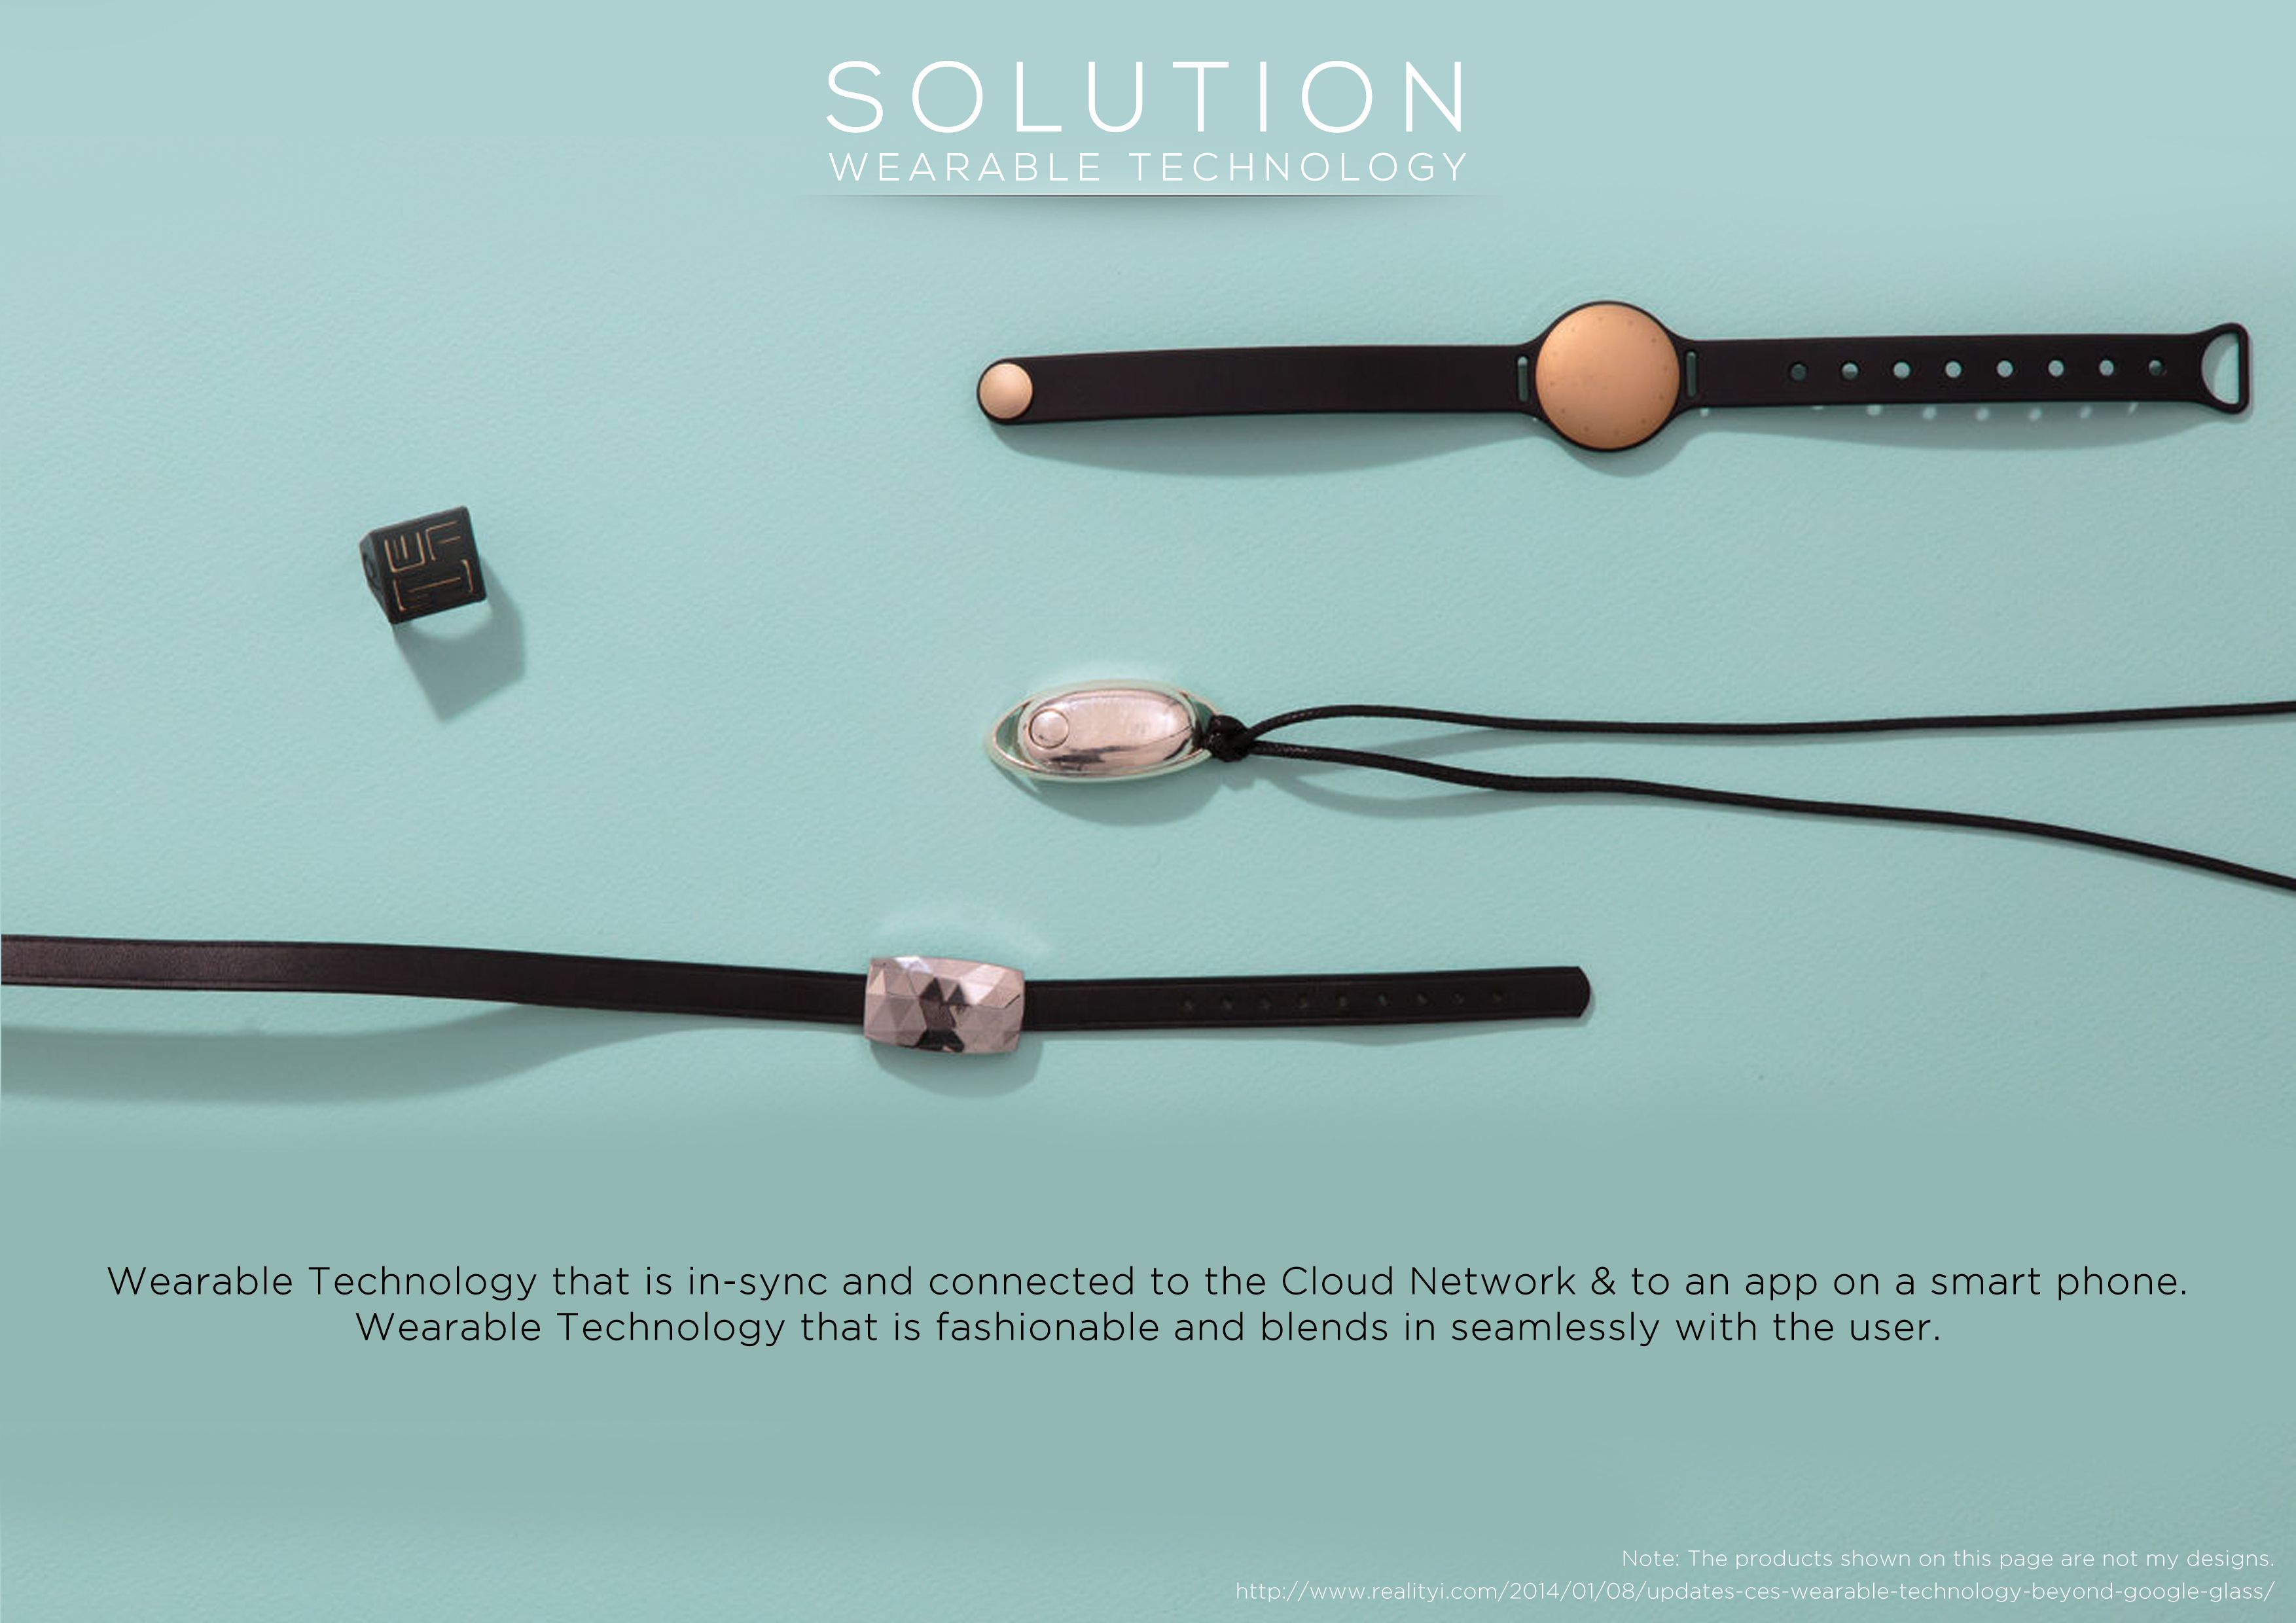 SOLUTION
WEARABLE TECHNOLOGY
Wearable Technology that is in-sync and connected to the Cloud Network & to an app on a smart phone.
Wearable Technology that is fashionable and blends in seamlessly with the user.
Note: The products shown on this page are not my designs.
http://www.realityi.com/2014/01/08/updates-ces-wearable-technology-beyond-google-glass/